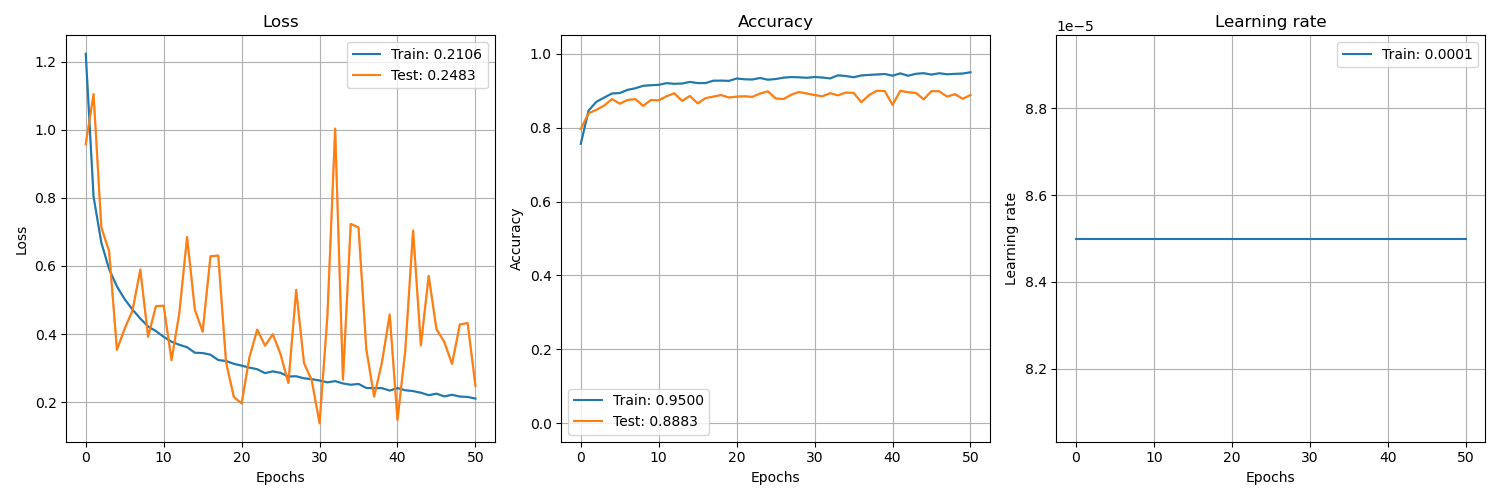 Loss
Train: 0.2106
Test: 0.2483
1.2
1.0
0.8
0.6
0.4
0.2
Loss
0 10 20 30 40 50
Epochs
Accuracy
1.0
0.8
0.6
0.4
0.2
0.0
Accuracy
Train: 0.9500
Test: 0.8883
0 10 20 30 40 50
Epochs
Learning rate
1e−5
Train: 0.0001
8.8
8.6
8.4
8.2
Learning rate
0 10 20 30 40 50
Epochs